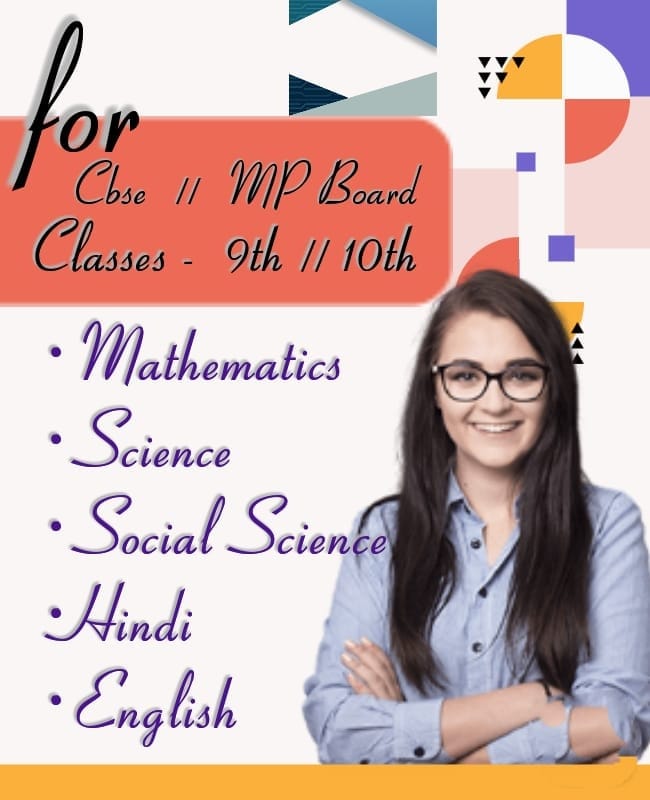 for
Cbse // MP Board
Classes - 9th // 10th
• Mathematics
• Science
• Social Science
• Hindi
• English